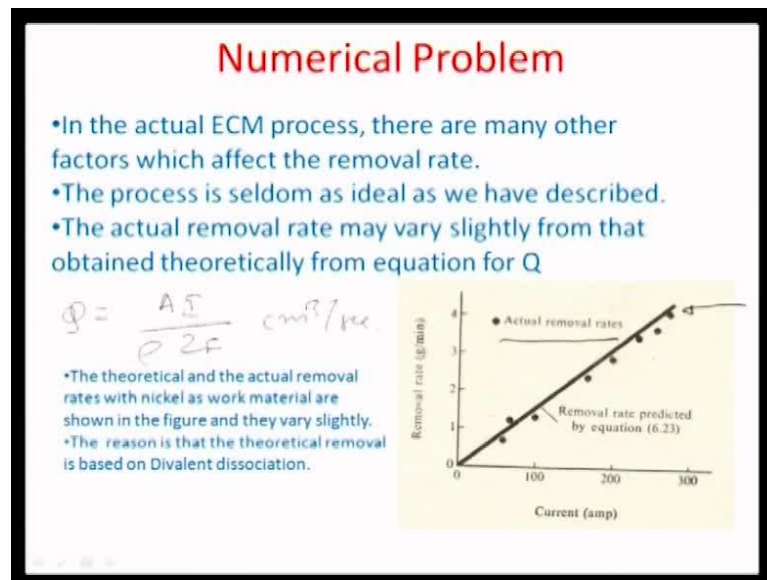 Numerical Problem
•In the actual ECM process, there are many other
factors which affect the removal rate.
•The process is seldom as ideal as we have described.
•The actual removal rate may vary slightly from that
obtained theoretically from equation for Q
Q = AI / ρZF cm³/sec.
•The theoretical and the actual removal
rates with nickel as work material are
shown in the figure and they vary slightly.
•The reason is that the theoretical removal
is based on Divalent dissociation.
Removal rate (g/min)
4
3
2
1
0
• Actual removal rates
Removal rate predicted
by equation (6.23)
0 100 200 300
Current (amp)